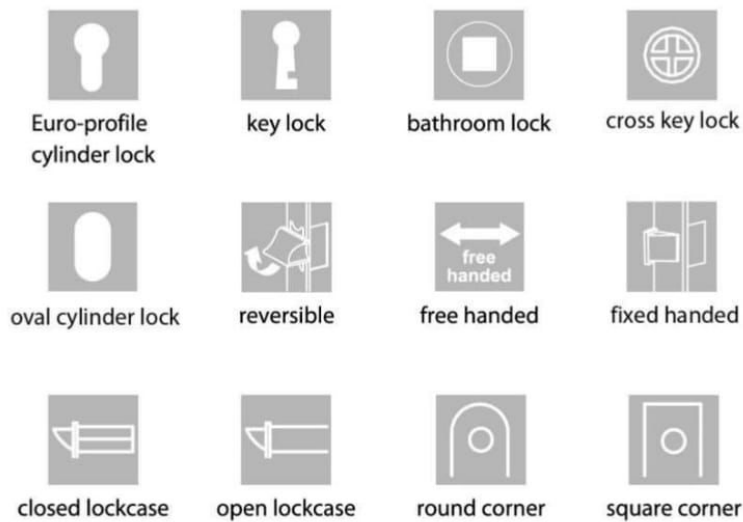 Euro-profile
cylinder lock
key lock
bathroom lock
cross key lock
oval cylinder lock
reversible
free
handed
free handed
fixed handed
closed lockcase
open lockcase
round corner
square corner